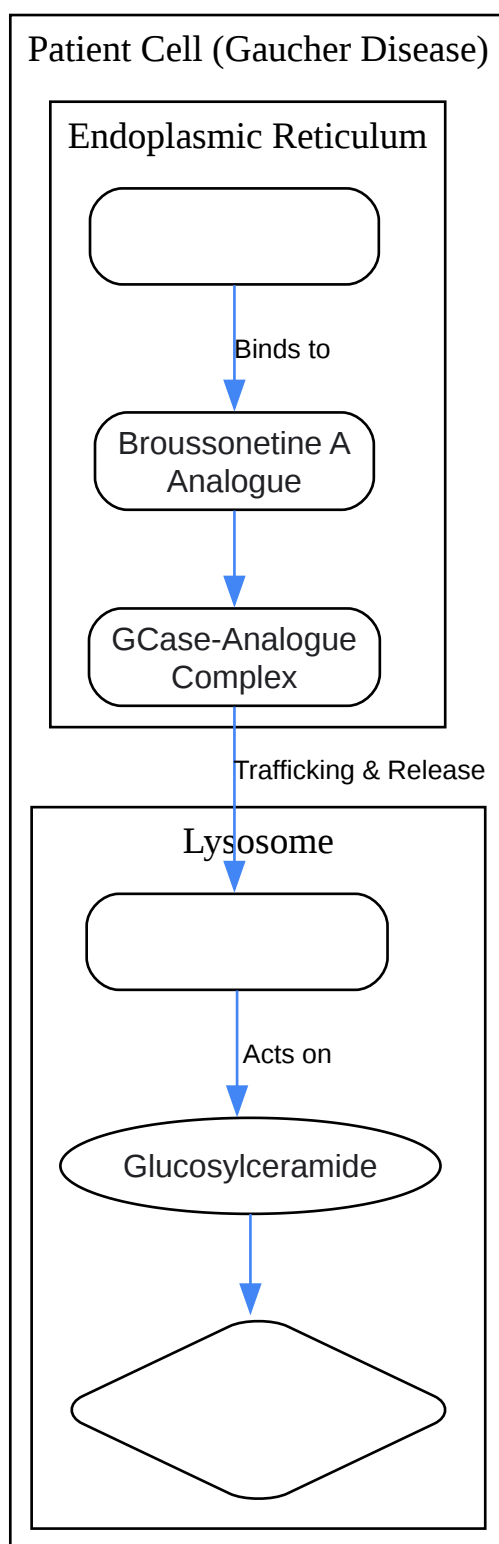 Patient Cell (Gaucher Disease)
Endoplasmic Reticulum
Binds to
Broussonetine A
Analogue
GCase-Analogue
Complex
Trafficking & Release
Lysosome
Acts on
Glucosylceramide